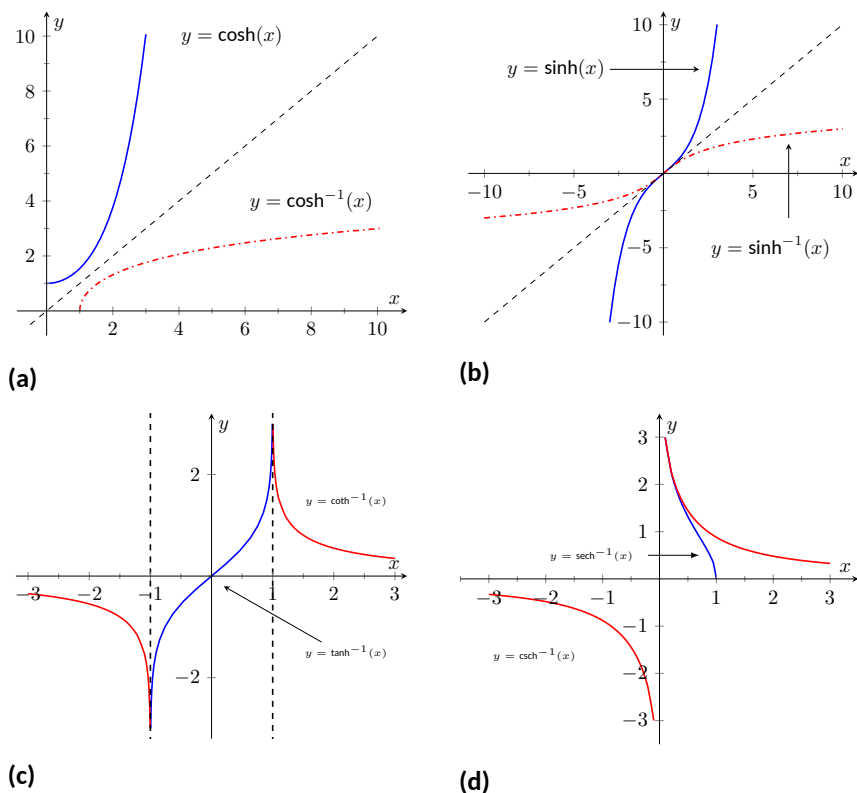 y
10
y = cosh(x)
8
6
4
y = cosh⁻¹(x)
2
x
2 4 6 8 10
(a)
10 y
y = sinh(x)
5
x
−10 −5 5 10
−5
y = sinh⁻¹(x)
−10
(b)
y
2
y = coth⁻¹(x)
x
−3 −2 −1 1 2 3
y = tanh⁻¹(x)
−2
(c)
3 y
2
1
y = sech⁻¹(x)
x
−3 −2 −1 1 2 3
−1
y = csch⁻¹(x)
−2
−3
(d)